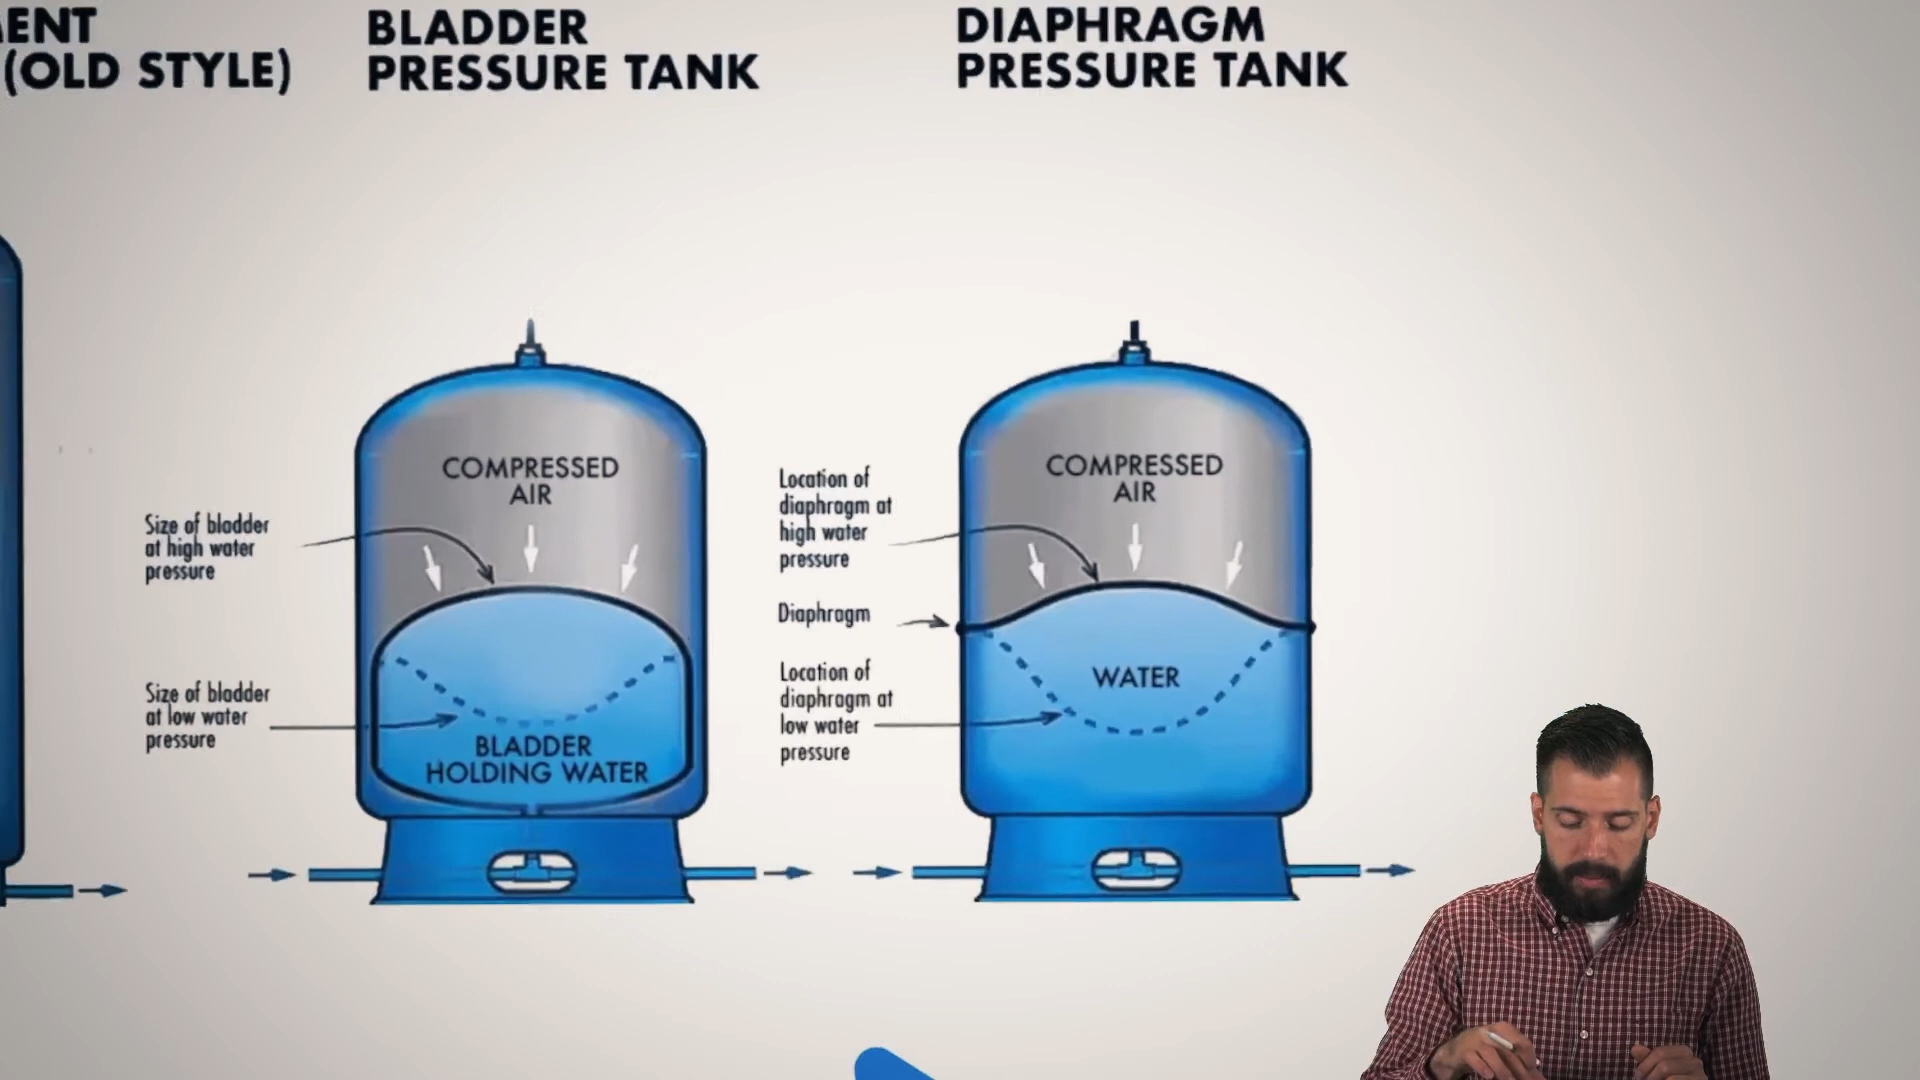 ENT
(OLD STYLE)
BLADDER
PRESSURE TANK
DIAPHRAGM
PRESSURE TANK
COMPRESSED
AIR
Size of bladder
at high water
pressure
Size of bladder
at low water
pressure
BLADDER
HOLDING WATER
COMPRESSED
AIR
Location of
diaphragm at
high water
pressure
Diaphragm
Location of
diaphragm at
low water
pressure
WATER